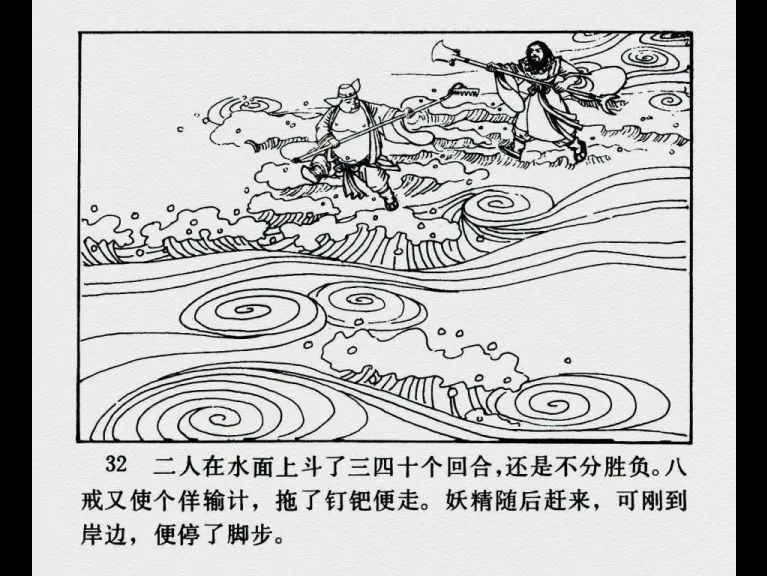 32 二人在水面上斗了三四十个回合，还是不分胜负。八
戒又使个佯输计，拖了钉钯便走。妖精随后赶来，可刚到
岸边，便停了脚步。